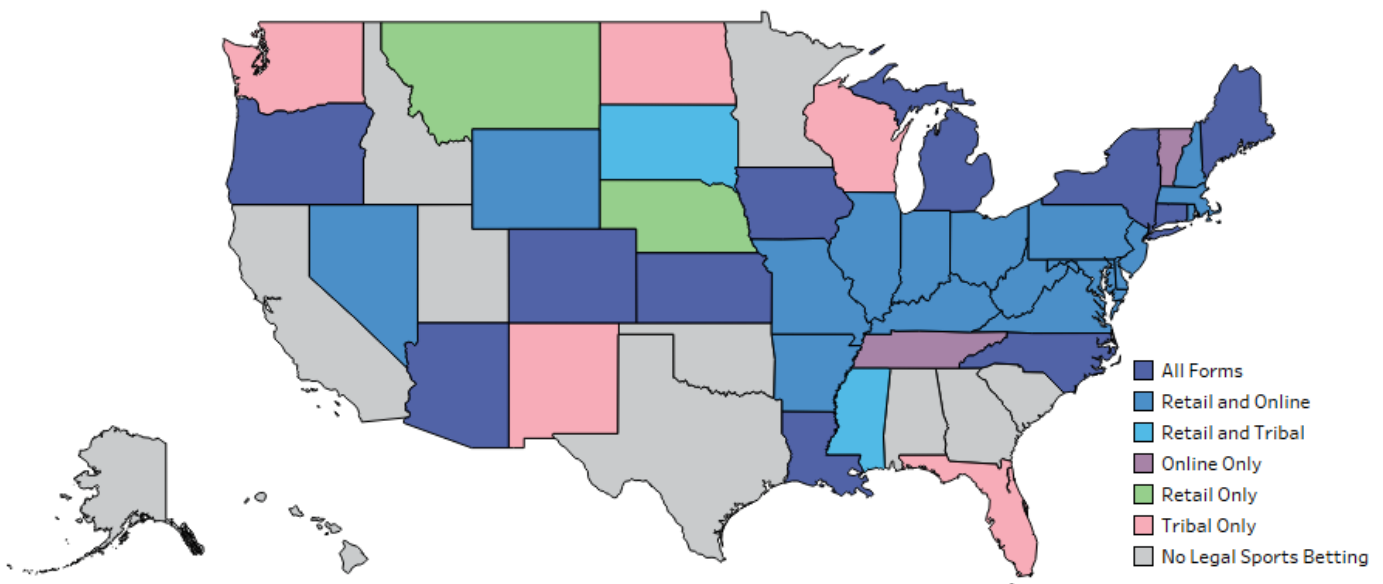 All Forms
Retail and Online
Retail and Tribal
Online Only
Retail Only
Tribal Only
No Legal Sports Betting